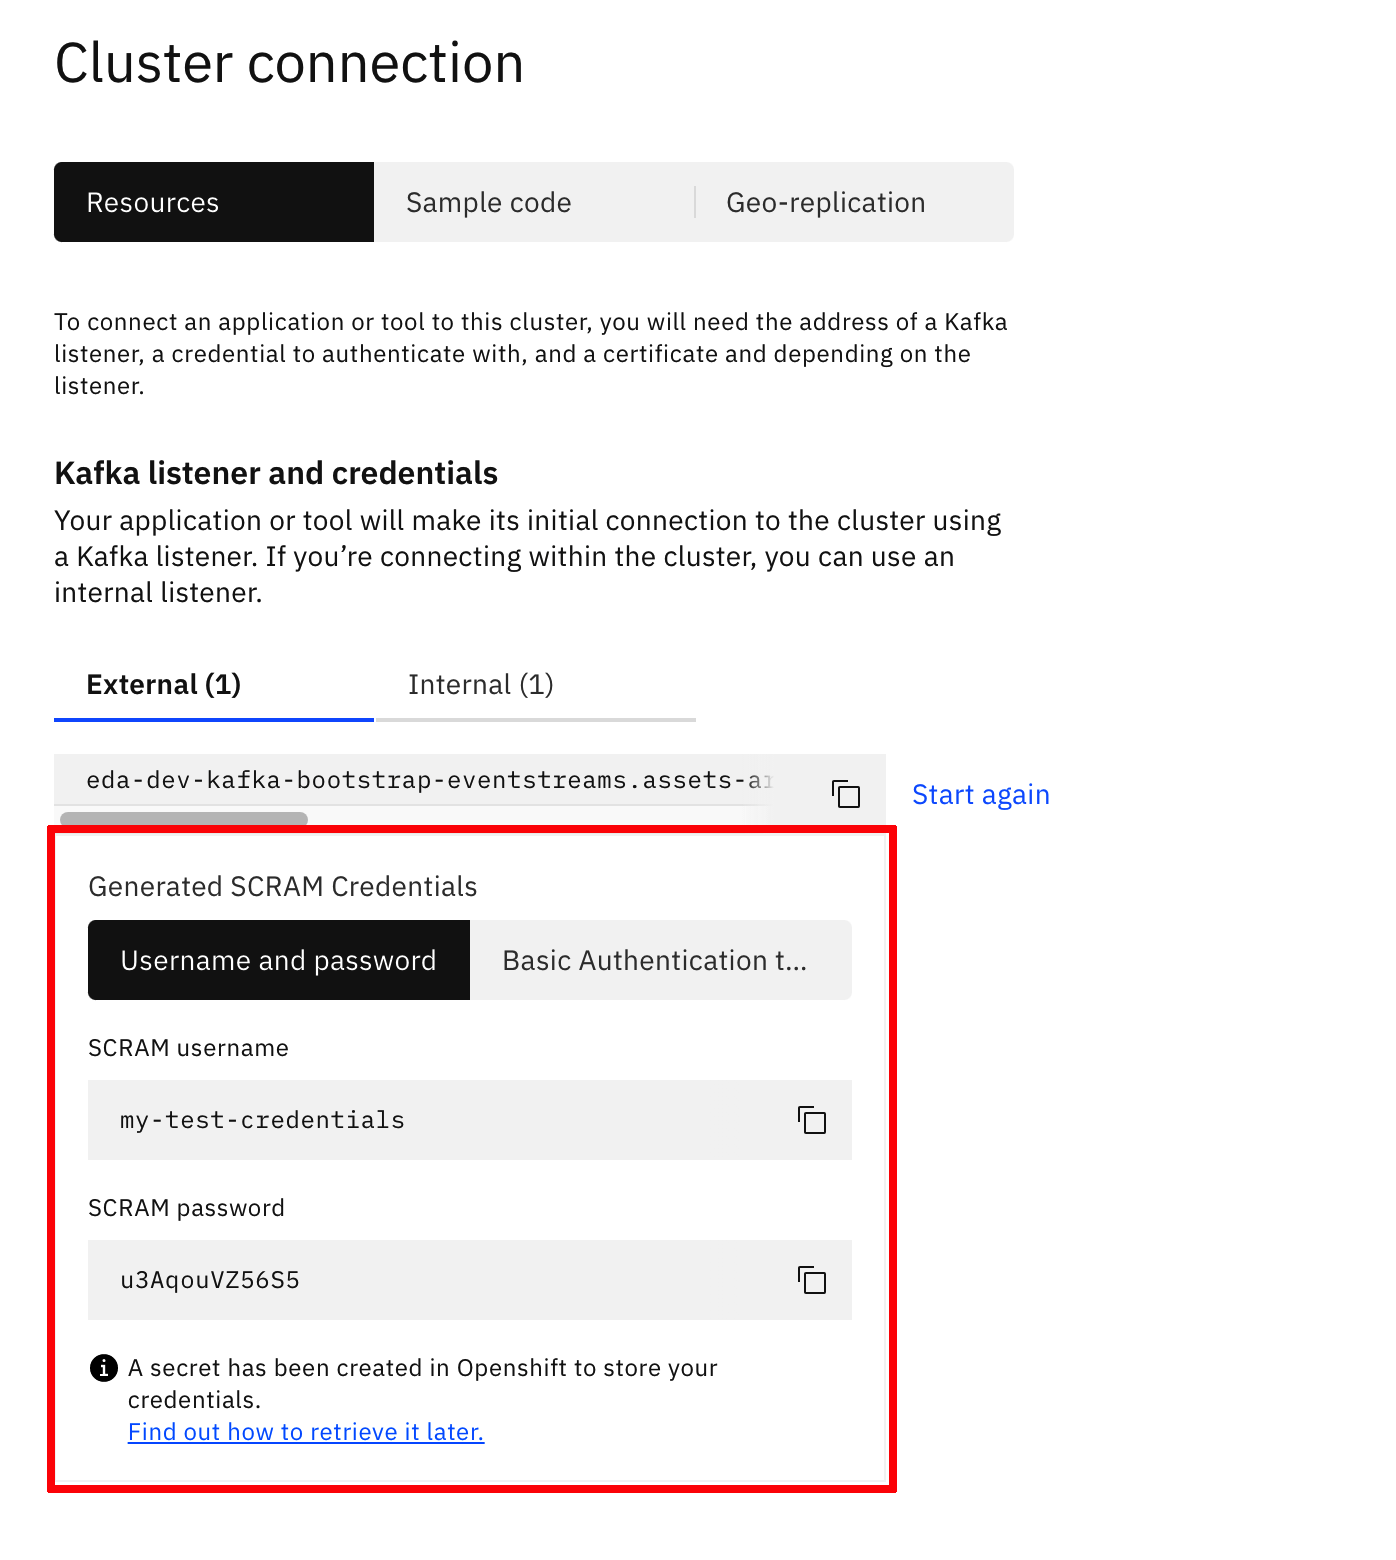 Cluster connection
Resources
Sample code
Geo-replication
To connect an application or tool to this cluster, you will need the address of a Kafka
listener, a credential to authenticate with, and a certificate and depending on the
listener.
Kafka listener and credentials
Your application or tool will make its initial connection to the cluster using
a Kafka listener. If you’re connecting within the cluster, you can use an
internal listener.
External (1)
Internal (1)
eda-dev-kafka-bootstrap-eventstreams.assets-ar
Start again
Generated SCRAM Credentials
Username and password
Basic Authentication t...
SCRAM username
my-test-credentials
SCRAM password
u3AqouVZ56S5
A secret has been created in Openshift to store your
credentials.
Find out how to retrieve it later.